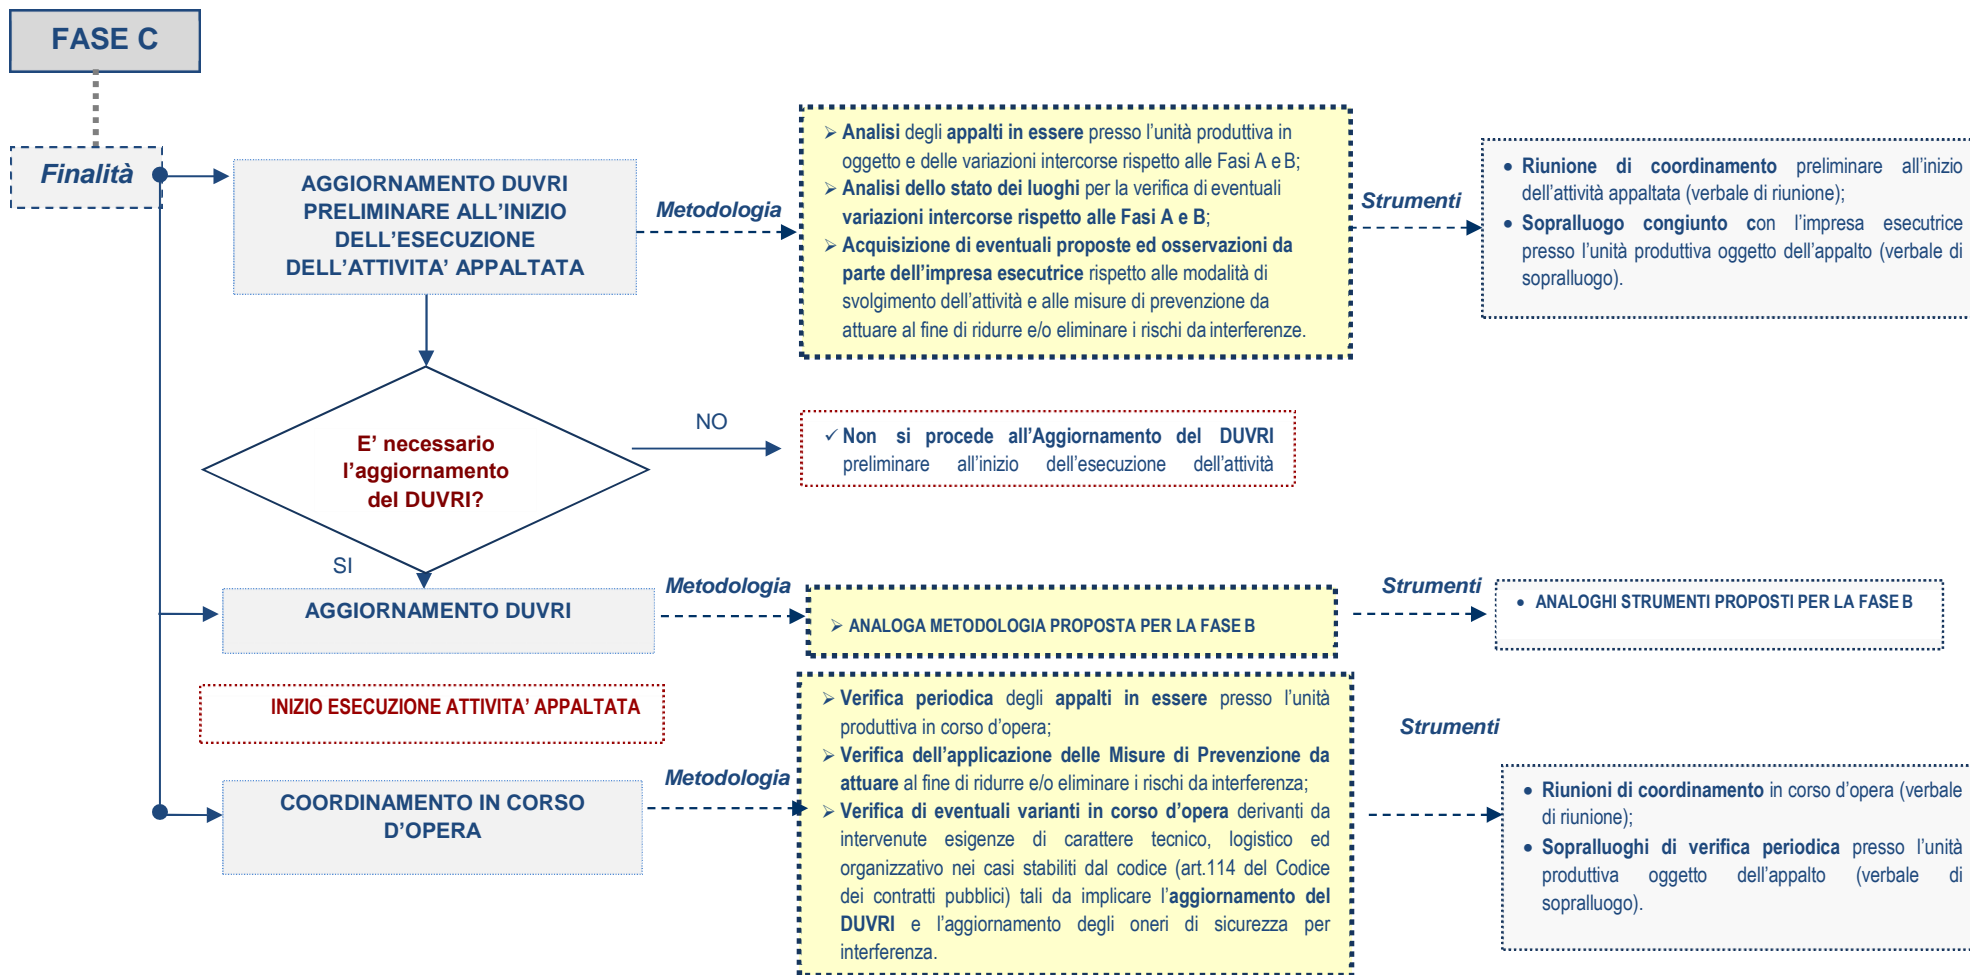 FASE C
Finalità
AGGIORNAMENTO DUVRI
PRELIMINARE ALL’INIZIO
DELL’ESECUZIONE
DELL’ATTIVITA’ APPALTATA
Metodologia
➢ Analisi degli appalti in essere presso l’unità produttiva in
oggetto e delle variazioni intercorse rispetto alle Fasi A e B;
➢ Analisi dello stato dei luoghi per la verifica di eventuali
variazioni intercorse rispetto alle Fasi A e B;
➢ Acquisizione di eventuali proposte ed osservazioni da
parte dell’impresa esecutrice rispetto alle modalità di
svolgimento dell’attività e alle misure di prevenzione da
attuare al fine di ridurre e/o eliminare i rischi da interferenze.
Strumenti
• Riunione di coordinamento preliminare all’inizio
dell’attività appaltata (verbale di riunione);
• Sopralluogo congiunto con l’impresa esecutrice
presso l’unità produttiva oggetto dell’appalto (verbale di
sopralluogo).
E’ necessario
l’aggiornamento
del DUVRI?
NO
✓ Non si procede all’Aggiornamento del DUVRI
preliminare all’inizio dell’esecuzione dell’attività
SI
AGGIORNAMENTO DUVRI
Metodologia
➢ ANALOGA METODOLOGIA PROPOSTA PER LA FASE B
Strumenti
• ANALOGHI STRUMENTI PROPOSTI PER LA FASE B
INIZIO ESECUZIONE ATTIVITA’ APPALTATA
COORDINAMENTO IN CORSO
D’OPERA
Metodologia
➢ Verifica periodica degli appalti in essere presso l’unità
produttiva in corso d’opera;
➢ Verifica dell’applicazione delle Misure di Prevenzione da
attuare al fine di ridurre e/o eliminare i rischi da interferenza;
➢ Verifica di eventuali varianti in corso d’opera derivanti da
intervenute esigenze di carattere tecnico, logistico ed
organizzativo nei casi stabiliti dal codice (art.114 del Codice
dei contratti pubblici) tali da implicare l’aggiornamento del
DUVRI e l’aggiornamento degli oneri di sicurezza per
interferenza.
Strumenti
• Riunioni di coordinamento in corso d’opera (verbale
di riunione);
• Sopralluoghi di verifica periodica presso l’unità
produttiva oggetto dell’appalto (verbale di
sopralluogo).